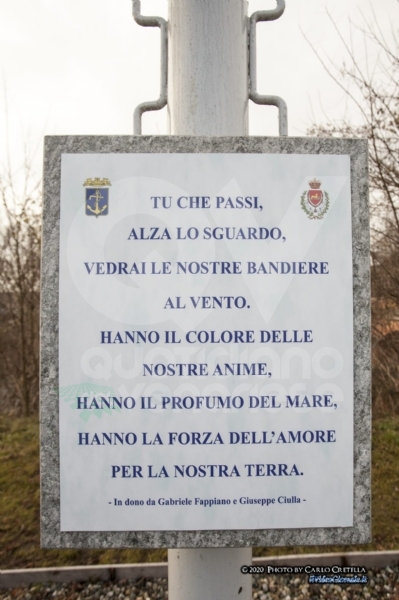 TU CHE PASSI,
ALZA LO SGUARDO,
VEDRAI LE NOSTRE BANDIERE
AL VENTO.
HANNO IL COLORE DELLE
NOSTRE ANIME,
HANNO IL PROFUMO DEL MARE,
HANNO LA FORZA DELL'AMORE
PER LA NOSTRA TERRA.
- In dono da Gabriele Fappiano e Giuseppe Ciulla -
QV
QUOTIDIANO
©2020 PHOTO BY CARLO CRETELLA